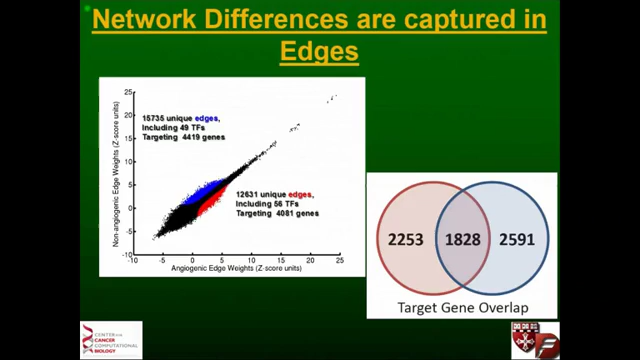 Network Differences are captured in
Edges
15735 unique edges,
Including 49 TFs
Targeting 4419 genes
12631 unique edges,
Including 56 TFs
Targeting 4081 genes
Non-angiogenic Edge Weights (Z-score units)
25
20
15
10
5
0
-5
-10
-10
-5
0
5
10
15
20
25
Angiogenic Edge Weights (Z-score units)
2253
1828
2591
Target Gene Overlap
CENTER FOR
CANCER
COMPUTATIONAL
BIOLOGY